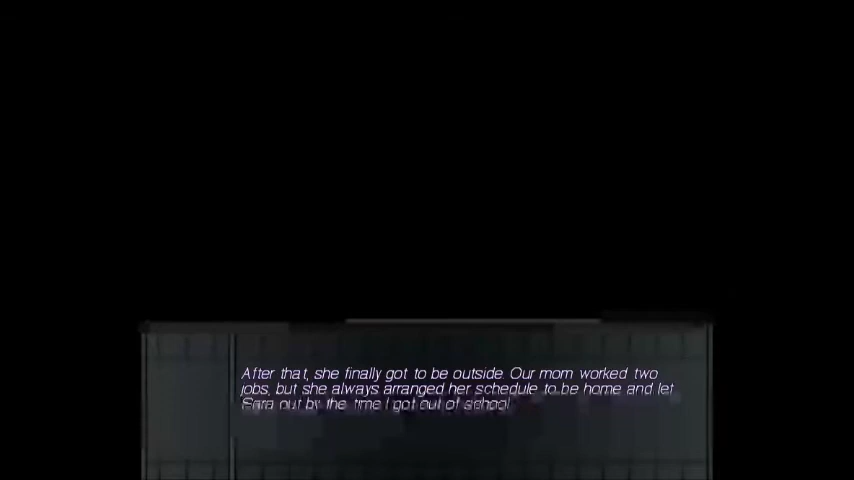 After that, she finally got to be outside. Our mom worked two
jobs, but she always arranged her schedule to be home and let
Sara out by the time I got out of school.